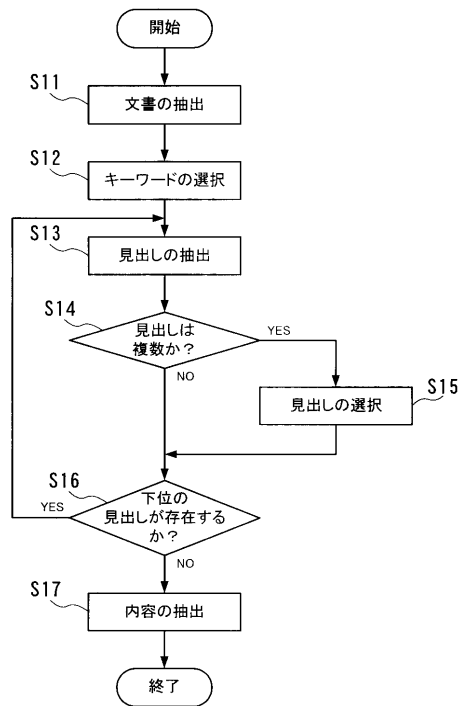 開始
S11
文書の抽出
S12
キーワードの選択
S13
見出しの抽出
S14
見出しは
複数か？
YES
NO
S15
見出しの選択
S16
下位の
見出しが存在する
か？
YES
NO
S17
内容の抽出
終了